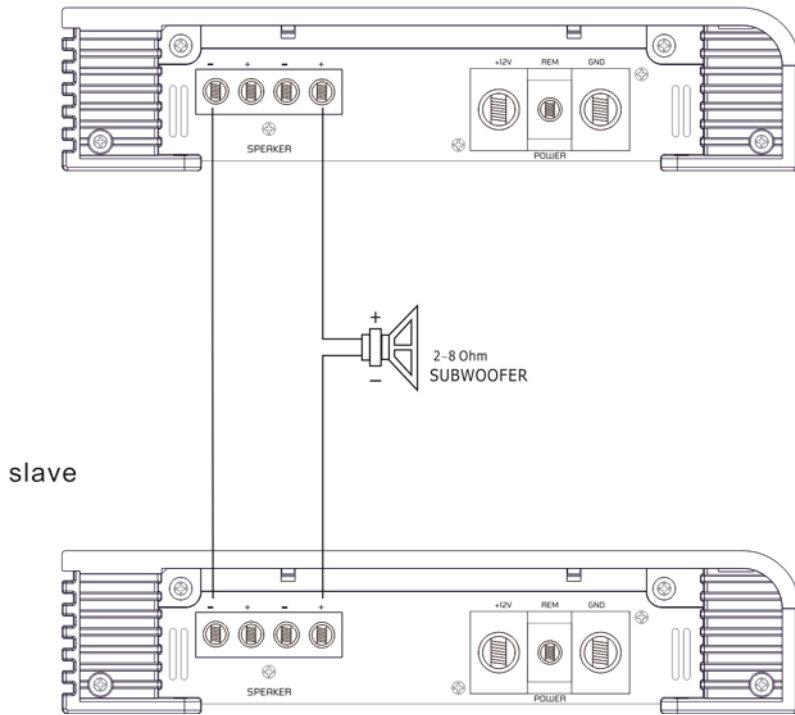 - + - +
SPEAKER
+12V REM GND
POWER
+
2~8 Ohm
SUBWOOFER
−
slave
- + - +
SPEAKER
+12V REM GND
POWER